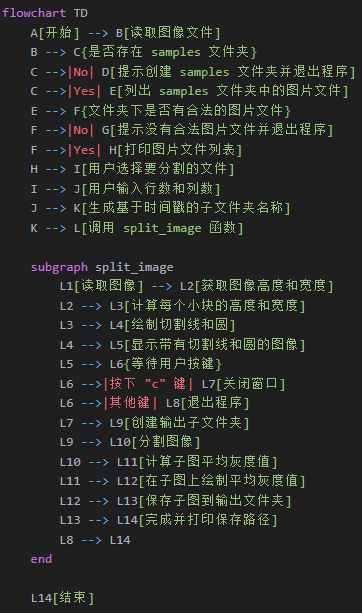 flowchart TD
A[开始] --> B[读取图像文件]
B --> C{是否存在 samples 文件夹}
C -->|No| D[提示创建 samples 文件夹并退出程序]
C -->|Yes| E[列出 samples 文件夹中的图片文件]
E --> F{文件夹下是否有合法的图片文件}
F -->|No| G[提示没有合法图片文件并退出程序]
F -->|Yes| H[打印图片文件列表]
H --> I[用户选择要分割的文件]
I --> J[用户输入行数和列数]
J --> K[生成基于时间戳的子文件夹名称]
K --> L[调用 split_image 函数]
subgraph split_image
L1[读取图像] --> L2[获取图像高度和宽度]
L2 --> L3[计算每个小块的高度和宽度]
L3 --> L4[绘制切割线和圆]
L4 --> L5[显示带有切割线和圆的图像]
L5 --> L6{等待用户按键}
L6 -->|按下 "c" 键| L7[关闭窗口]
L6 -->|其他键| L8[退出程序]
L7 --> L9[创建输出子文件夹]
L9 --> L10[分割图像]
L10 --> L11[计算子图平均灰度值]
L11 --> L12[在子图上绘制平均灰度值]
L12 --> L13[保存子图到输出文件夹]
L13 --> L14[完成并打印保存路径]
L8 --> L14
end
L14[结束]